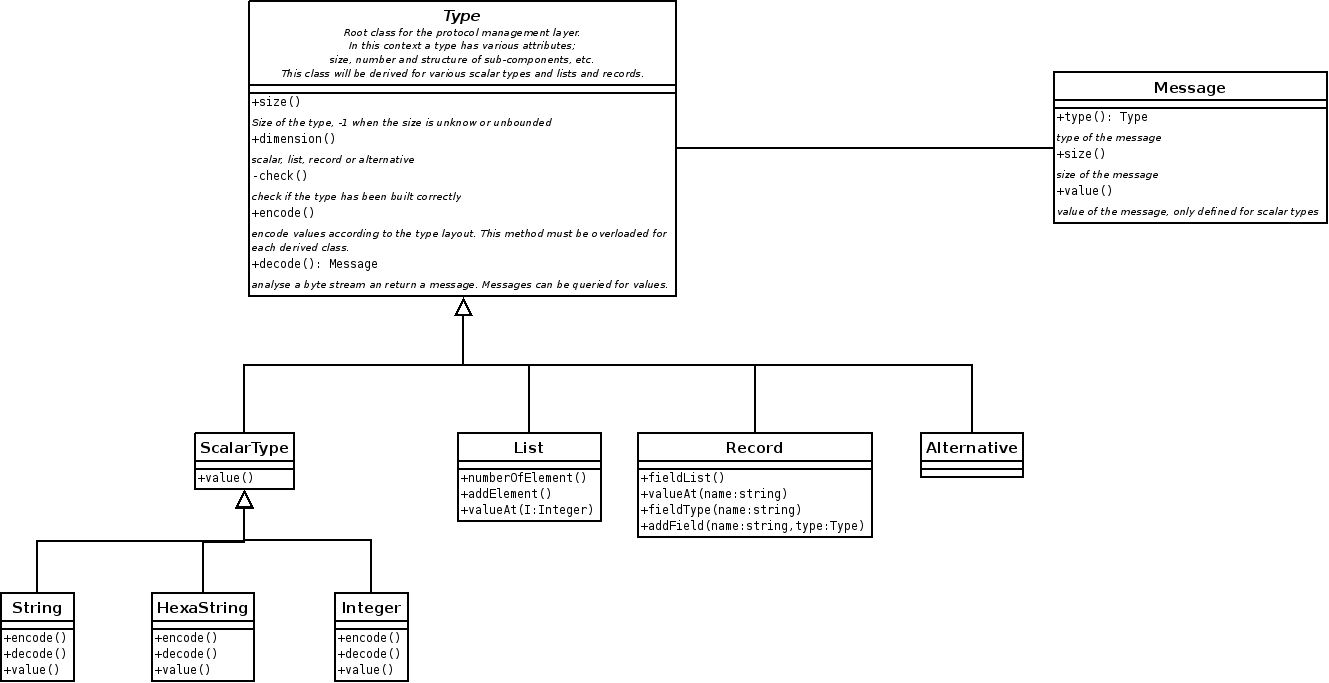 Type
Root class for the protocol management layer.
In this context a type has various attributes;
size, number and structure of sub-components, etc.
This class will be derived for various scalar types and lists and records.
+size()
Size of the type, -1 when the size is unknow or unbounded
+dimension()
scalar, list, record or alternative
-check()
check if the type has been built correctly
+encode()
encode values according to the type layout. This method must be overloaded for
each derived class.
+decode(): Message
analyse a byte stream an return a message. Messages can be queried for values.
Message
+type(): Type
type of the message
+size()
size of the message
+value()
value of the message, only defined for scalar types
ScalarType
+value()
List
+numberOfElement()
+addElement()
+valueAt(I:Integer)
Record
+fieldList()
+valueAt(name:string)
+fieldType(name:string)
+addField(name:string,type:Type)
Alternative
String
+encode()
+decode()
+value()
HexaString
+encode()
+decode()
+value()
Integer
+encode()
+decode()
+value()